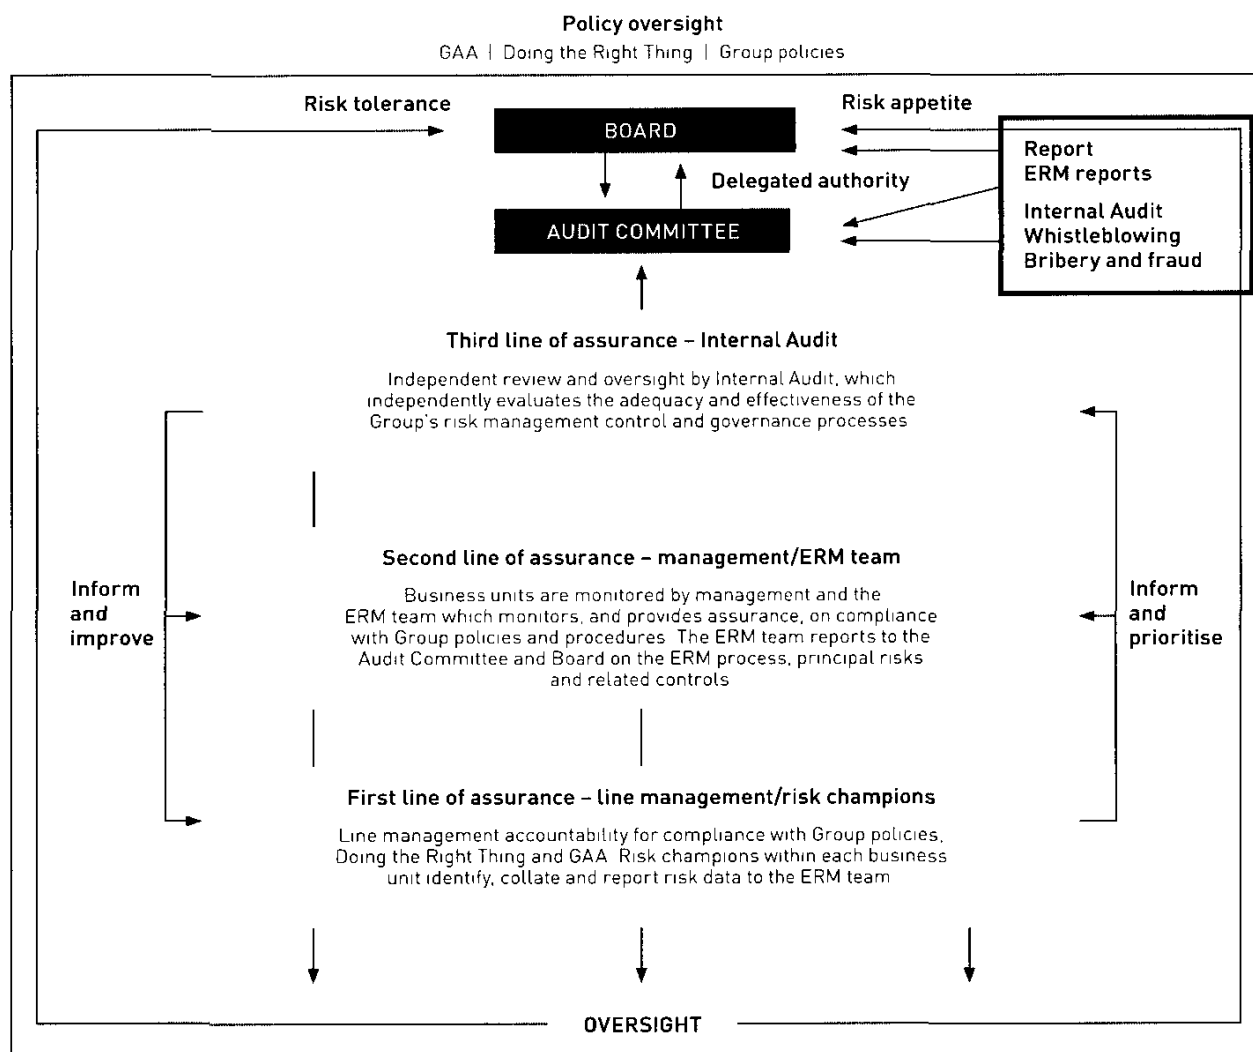 Policy oversight
GAA | Doing the Right Thing | Group policies
Risk tolerance
Risk appetite
BOARD
Report
ERM reports
Delegated authority
Internal Audit
Whistleblowing
Bribery and fraud
AUDIT COMMITTEE
Third line of assurance – Internal Audit
Independent review and oversight by Internal Audit, which
independently evaluates the adequacy and effectiveness of the
Group's risk management control and governance processes
Second line of assurance – management/ERM team
Business units are monitored by management and the
ERM team which monitors, and provides assurance, on compliance
with Group policies and procedures The ERM team reports to the
Audit Committee and Board on the ERM process, principal risks
and related controls
Inform
and
improve
Inform
and
prioritise
First line of assurance – line management/risk champions
Line management accountability for compliance with Group policies,
Doing the Right Thing and GAA Risk champions within each business
unit identify, collate and report risk data to the ERM team
OVERSIGHT